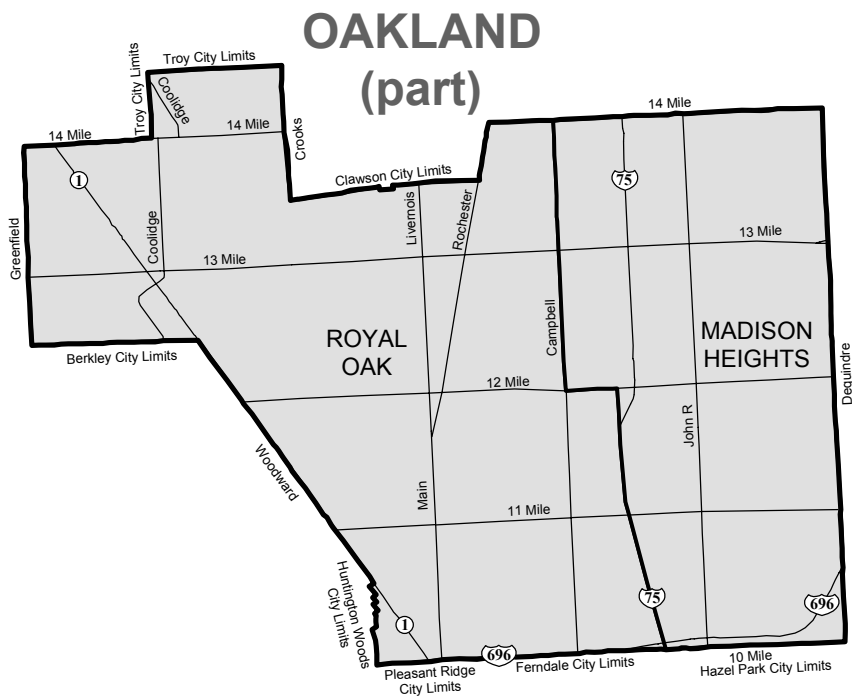 OAKLAND
(part)
Troy City Limits
Troy City Limits
Coolidge
14 Mile
14 Mile
14 Mile
Crooks
Clawson City Limits
1
75
Greenfield
Coolidge
Livernois
Rochester
13 Mile
13 Mile
Campbell
ROYAL
OAK
MADISON
HEIGHTS
Berkley City Limits
12 Mile
Dequindre
John R
Woodward
Main
11 Mile
Huntington Woods
City Limits
1
75
696
696
Pleasant Ridge
City Limits
Ferndale City Limits
10 Mile
Hazel Park City Limits